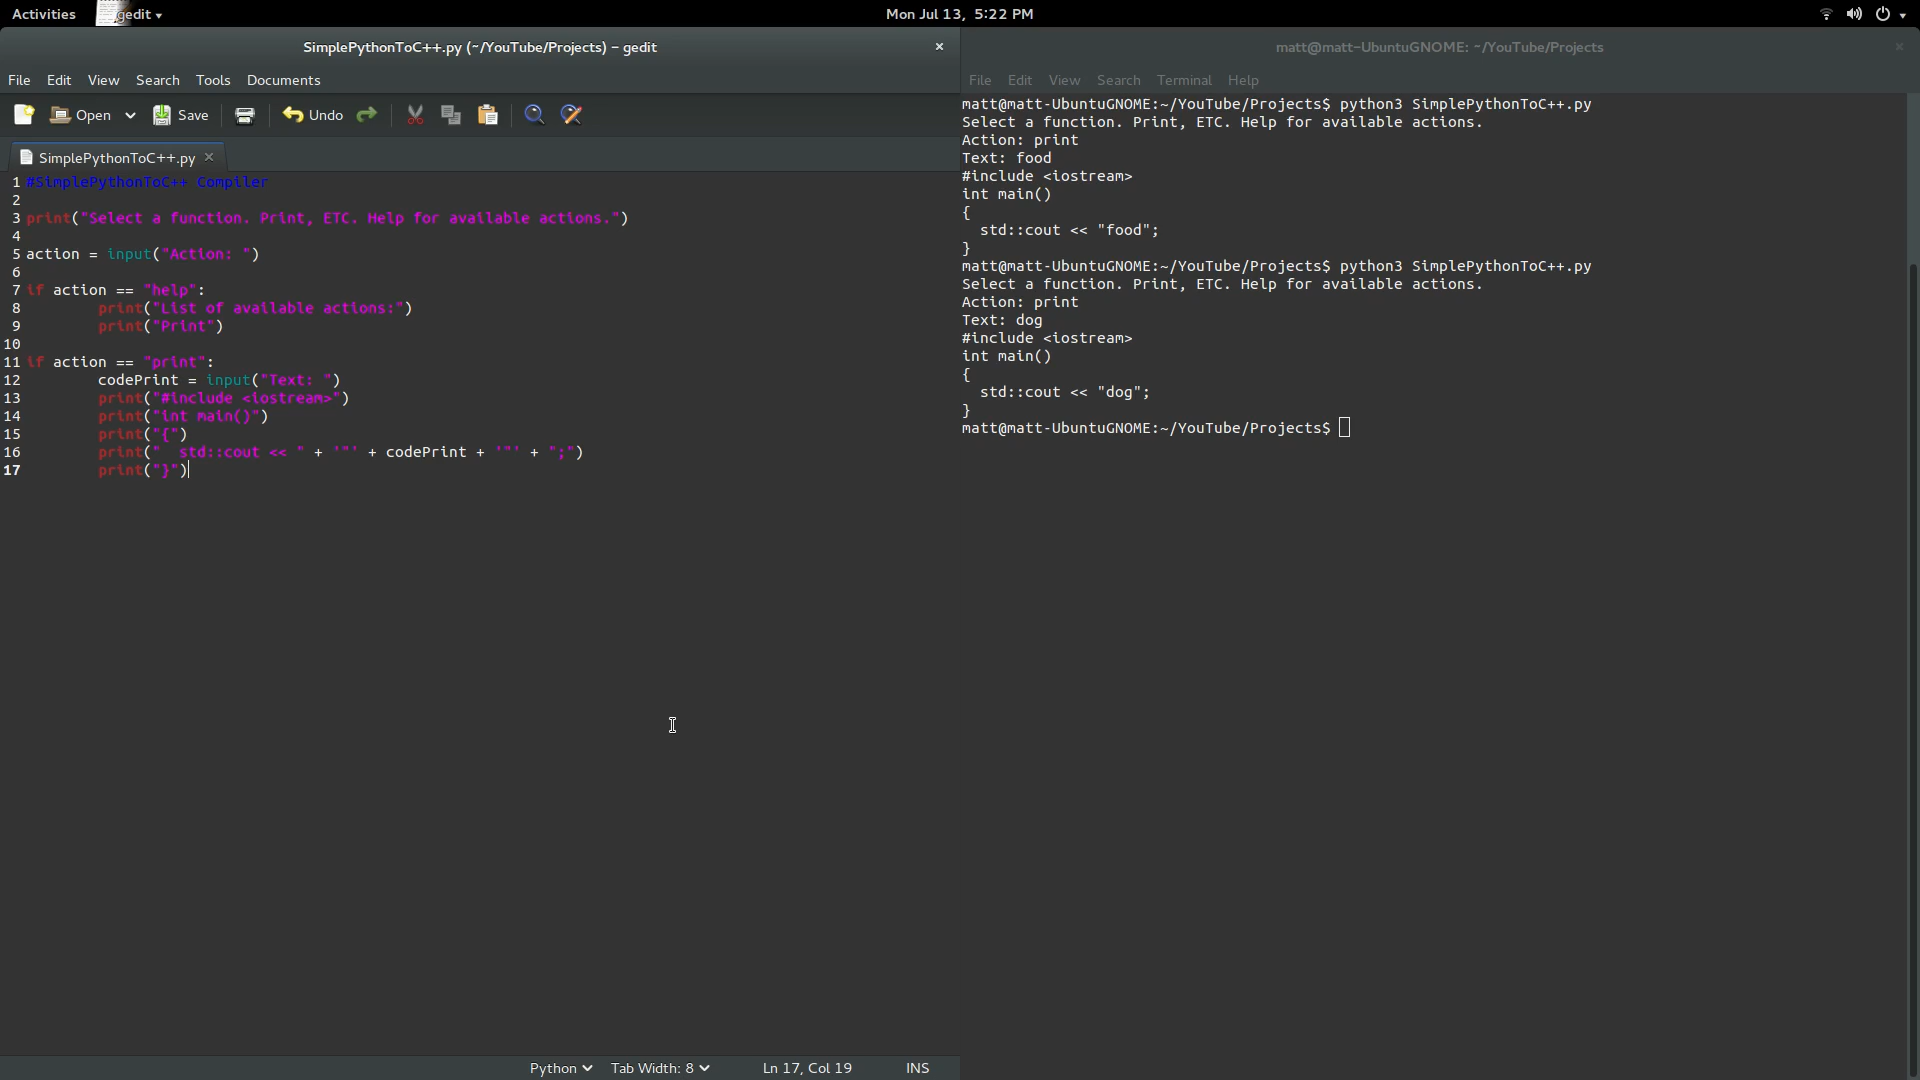 Activities gedit Mon Jul 13, 5:22 PM
SimplePythonToC++.py (~/YouTube/Projects) – gedit
File Edit View Search Tools Documents
Open Save Undo
SimplePythonToC++.py
1 #SimplePythonToC++ Compiler
2
3 print("Select a function. Print, ETC. Help for available actions.")
4
5 action = input("Action: ")
6
7 if action == "help":
8 print("List of available actions:")
9 print("Print")
10
11 if action == "print":
12 codePrint = input("Text: ")
13 print("#include <iostream>")
14 print("int main()")
15 print("{")
16 print("  std::cout << " + '"' + codePrint + '"' + ";")
17 print("}")
Python Tab Width: 8 Ln 17, Col 19 INS
matt@matt-UbuntuGNOME: ~/YouTube/Projects
File Edit View Search Terminal Help
matt@matt-UbuntuGNOME:~/YouTube/Projects$ python3 SimplePythonToC++.py
Select a function. Print, ETC. Help for available actions.
Action: print
Text: food
#include <iostream>
int main()
{
  std::cout << "food";
}
matt@matt-UbuntuGNOME:~/YouTube/Projects$ python3 SimplePythonToC++.py
Select a function. Print, ETC. Help for available actions.
Action: print
Text: dog
#include <iostream>
int main()
{
  std::cout << "dog";
}
matt@matt-UbuntuGNOME:~/YouTube/Projects$